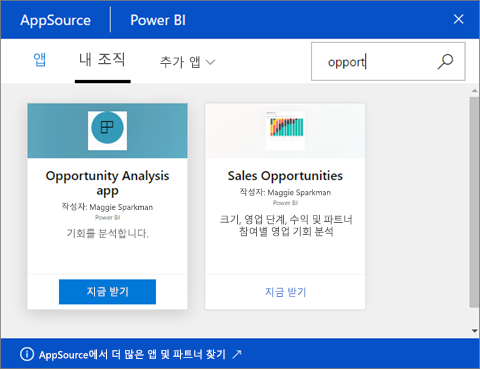 AppSource Power BI
앱 내 조직 추가 앱 opport
Opportunity Analysis
app
작성자: Maggie Sparkman
Power BI
기회를 분석합니다.
지금 받기
Sales Opportunities
작성자: Maggie Sparkman
Power BI
크기, 영업 단계, 수익 및 파트너
참여별 영업 기회 분석
지금 받기
AppSource에서 더 많은 앱 및 파트너 찾기